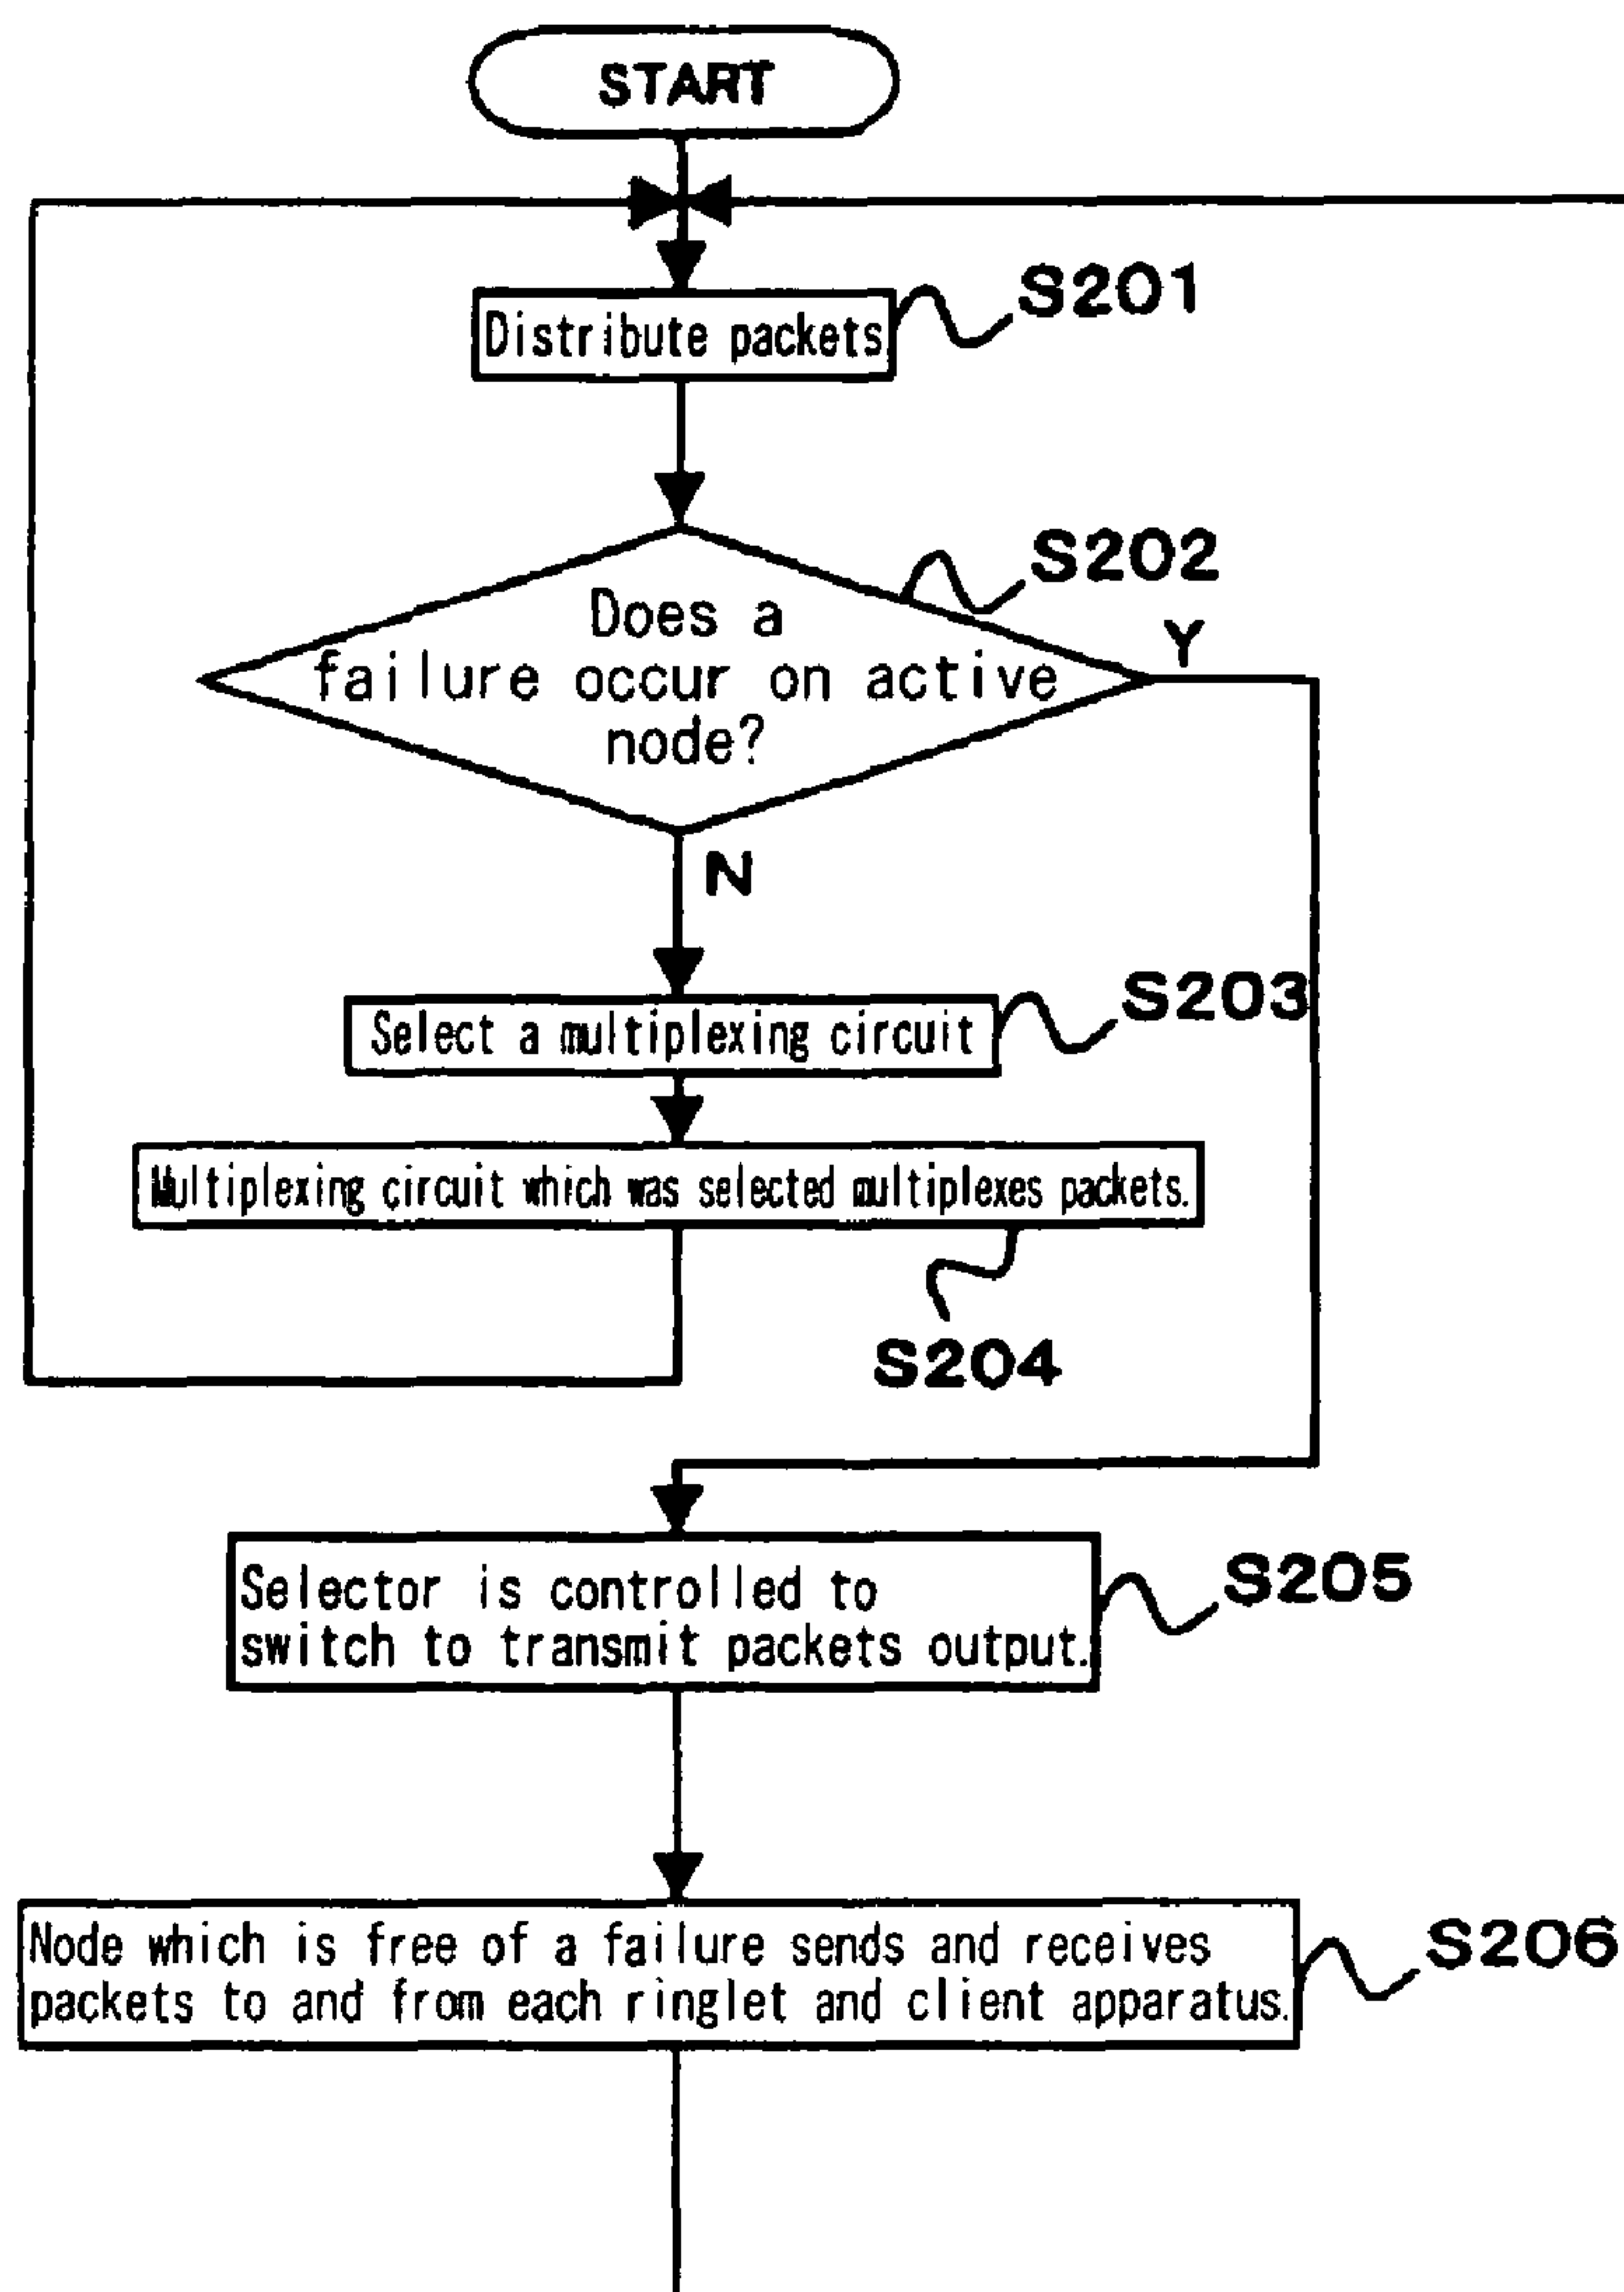 START
S201
Distribute packets
S202
Does a
failure occur on active
node?
Y
N
S203
Select a multiplexing circuit
Multiplexing circuit which was selected multiplexes packets.
S204
Selector is controlled to
switch to transmit packets output.
S205
Node which is free of a failure sends and receives
packets to and from each ringlet and client apparatus.
S206